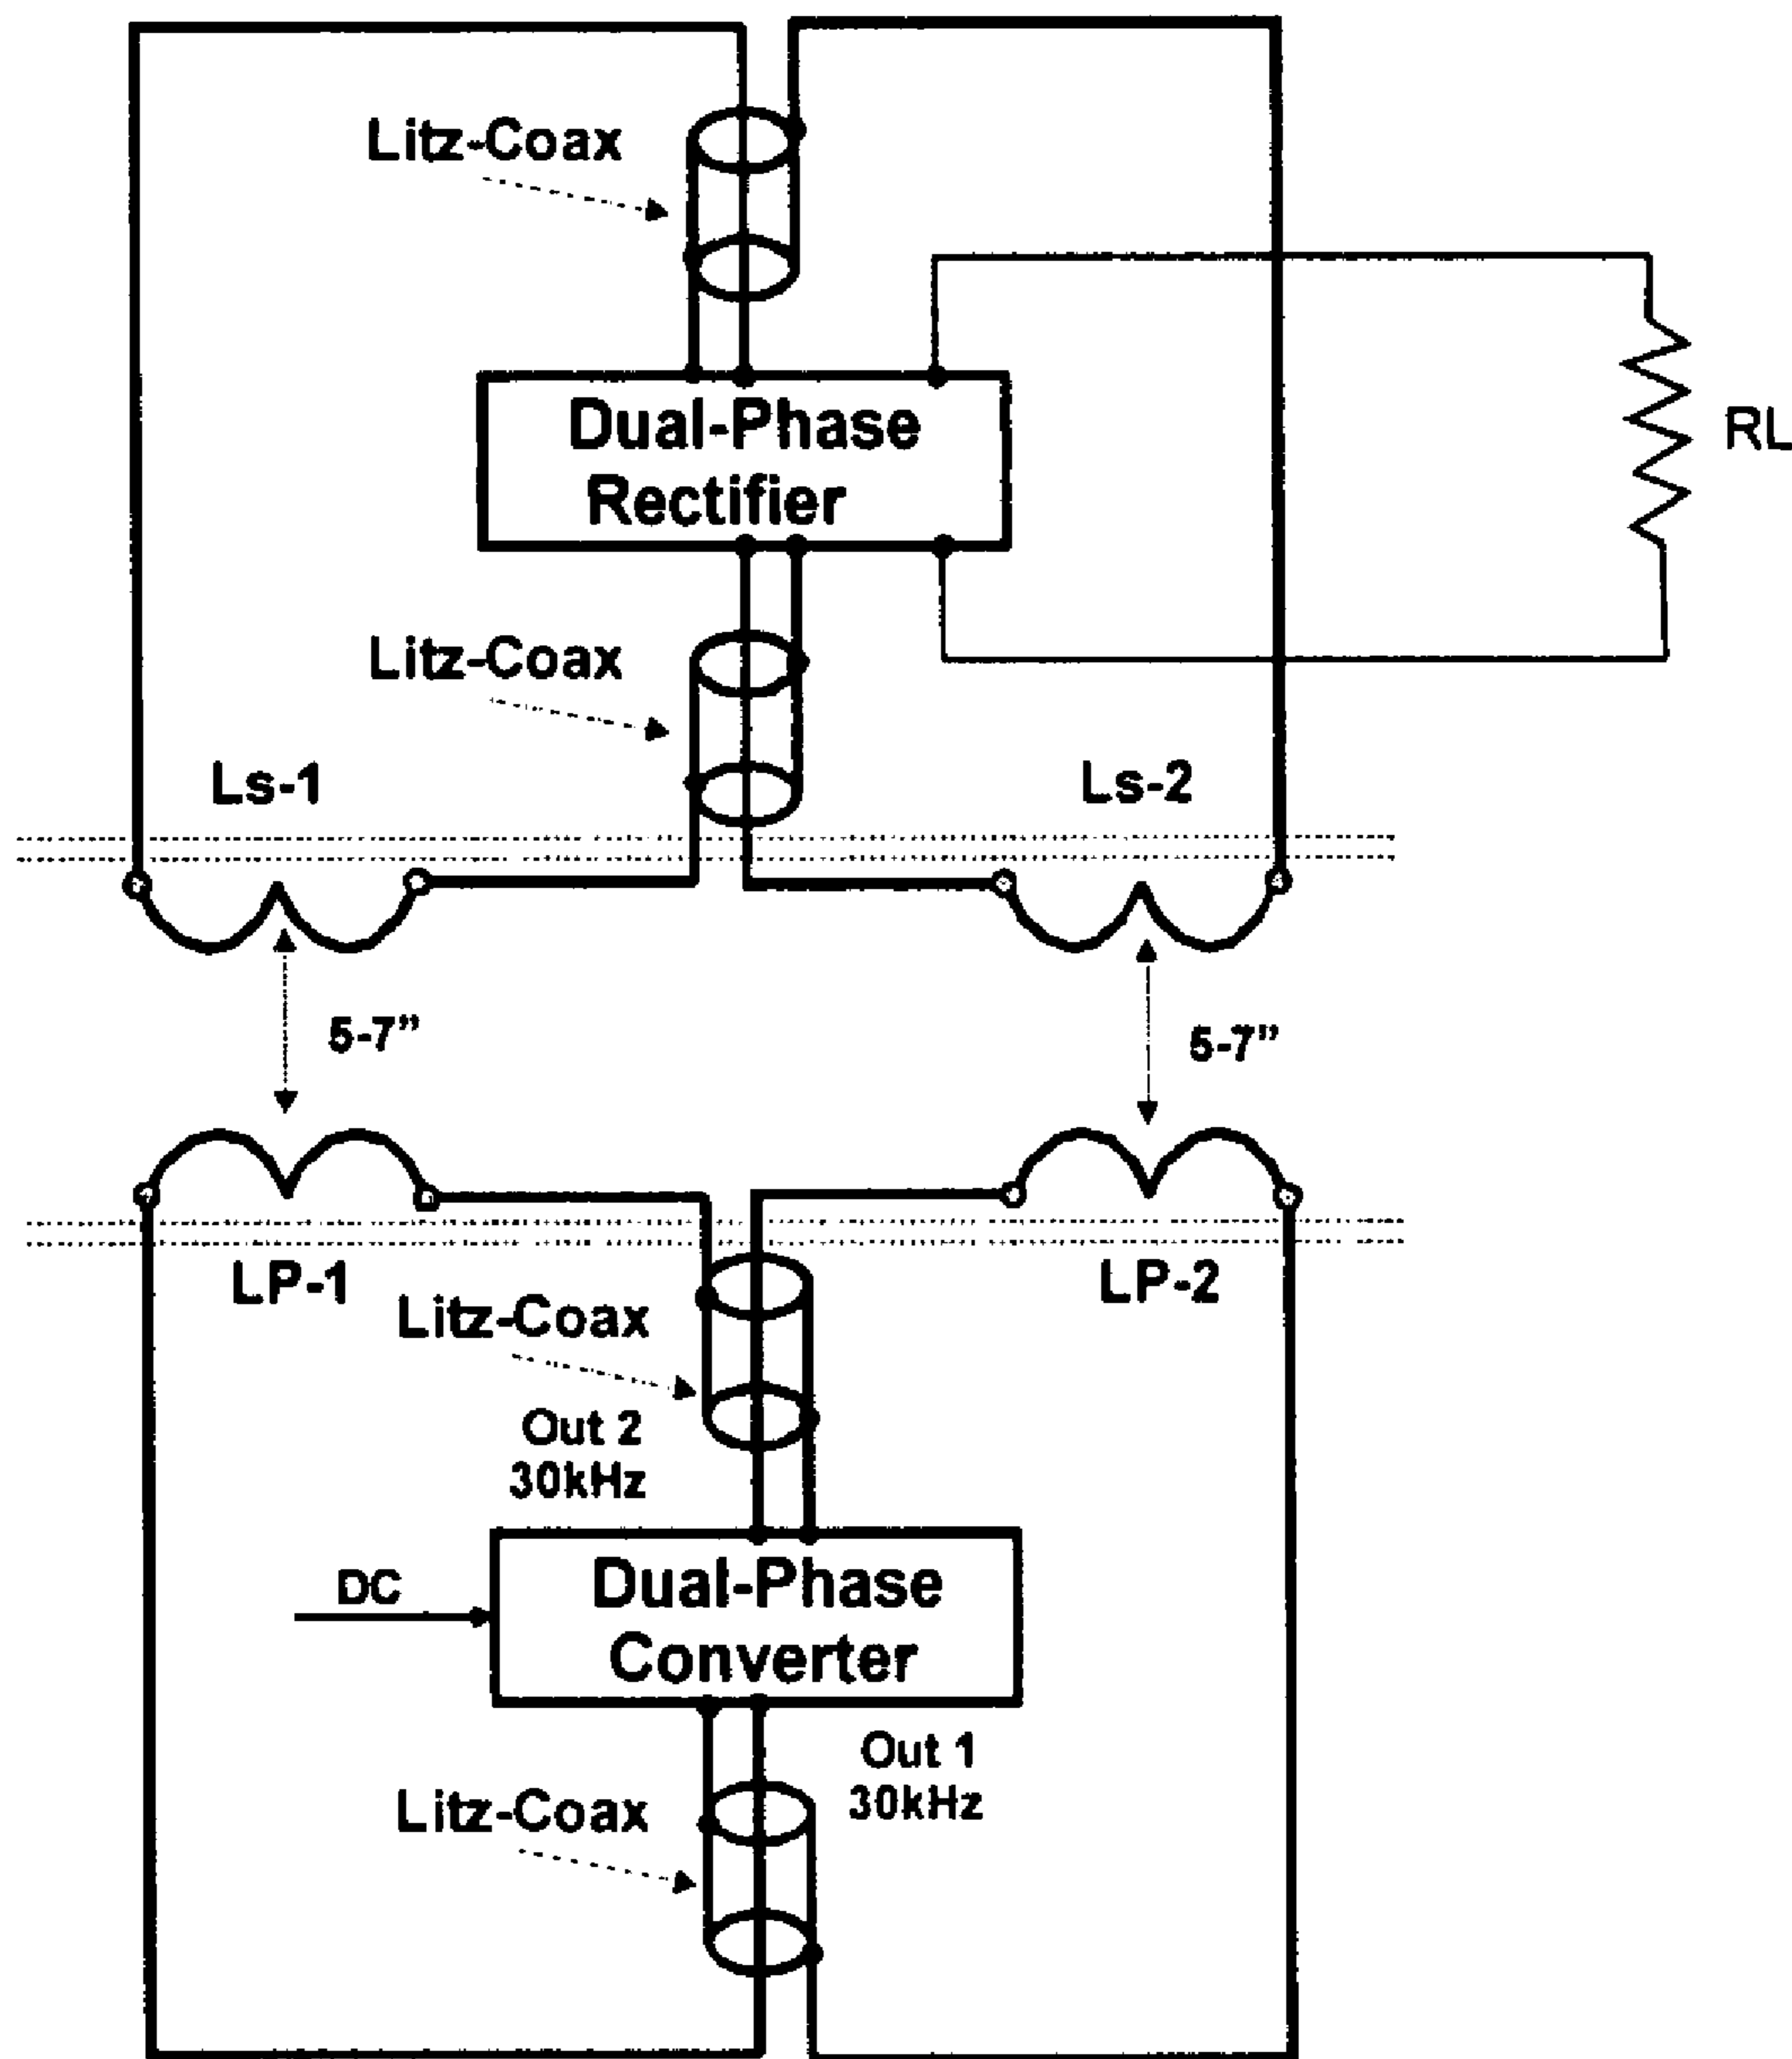 Litz-Coax
Dual-Phase
Rectifier
RL
Litz-Coax
Ls-1
Ls-2
5-7”
5-7”
LP-1
LP-2
Litz-Coax
Out 2
30kHz
DC
Dual-Phase
Converter
Out 1
30kHz
Litz-Coax